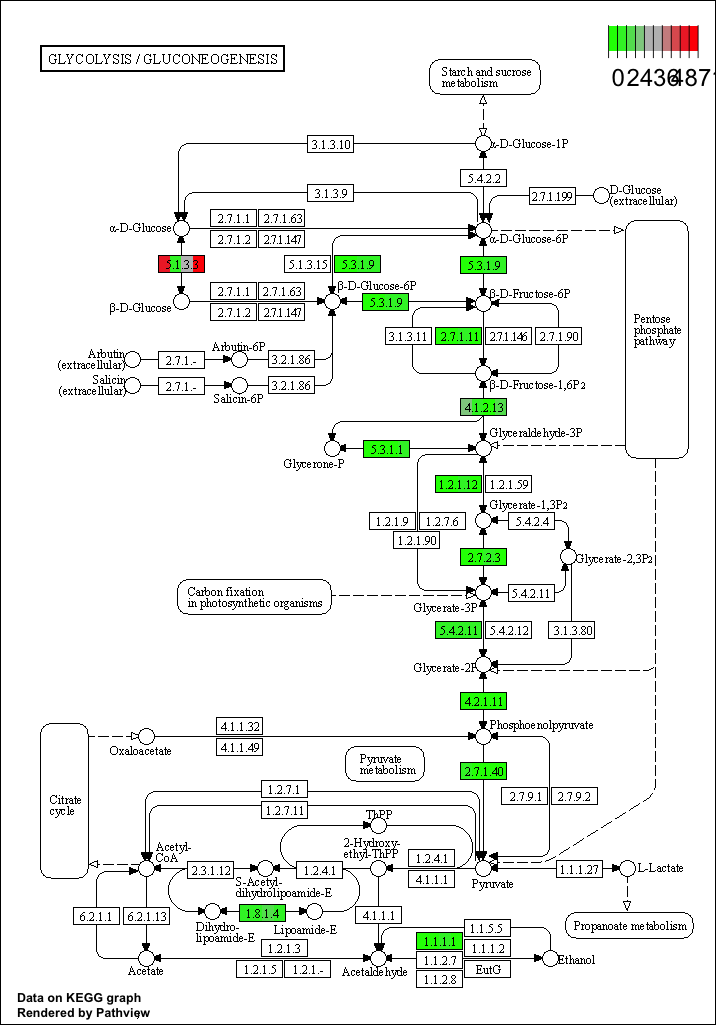 GLYCOLYSIS / GLUCONEOGENESIS
Starch and sucrose
metabolism
3.1.3.10
α-D-Glucose-1P
5.4.2.2
3.1.3.9
2.7.1.199
D-Glucose
(extracellular)
α-D-Glucose
2.7.1.1
2.7.1.63
2.7.1.2
2.7.1.147
α-D-Glucose-6P
5.1.3.3
5.1.3.15
5.3.1.9
5.3.1.9
β-D-Glucose-6P
β-D-Fructose-6P
β-D-Glucose
2.7.1.1
2.7.1.63
2.7.1.2
2.7.1.147
5.3.1.9
Pentose
phosphate
pathway
3.1.3.11
2.7.1.11
2.7.1.146
2.7.1.90
Arbutin
(extracellular)
2.7.1.-
Arbutin-6P
3.2.1.86
Salicin
(extracellular)
2.7.1.-
Salicin-6P
3.2.1.86
β-D-Fructose-1,6P2
4.1.2.13
Glyceraldehyde-3P
5.3.1.1
Glycerone-P
1.2.1.12
1.2.1.59
Glycerate-1,3P2
1.2.1.9
1.2.7.6
1.2.1.90
5.4.2.4
2.7.2.3
Glycerate-2,3P2
Carbon fixation
in photosynthetic organisms
5.4.2.11
Glycerate-3P
5.4.2.11
5.4.2.12
3.1.3.80
Glycerate-2P
4.2.1.11
4.1.1.32
Phosphoenolpyruvate
Oxaloacetate
4.1.1.49
Pyruvate
metabolism
2.7.1.40
Citrate
cycle
1.2.7.1
2.7.9.1
2.7.9.2
1.2.7.11
ThPP
Acetyl-
CoA
2-Hydroxy-
ethyl-ThPP
2.3.1.12
1.2.4.1
1.2.4.1
4.1.1.1
1.1.1.27
L-Lactate
S-Acetyl-
dihydrolipoamide-E
Pyruvate
6.2.1.1
6.2.1.13
1.8.1.4
4.1.1.1
Dihydro-
lipoamide-E
Lipoamide-E
Propanoate metabolism
1.1.5.5
1.2.1.3
1.1.1.1
1.1.1.2
1.1.2.7
Ethanol
Acetate
1.2.1.5
1.2.1.-
Acetaldehyde
1.1.2.8
EutG
Data on KEGG graph
Rendered by Pathview